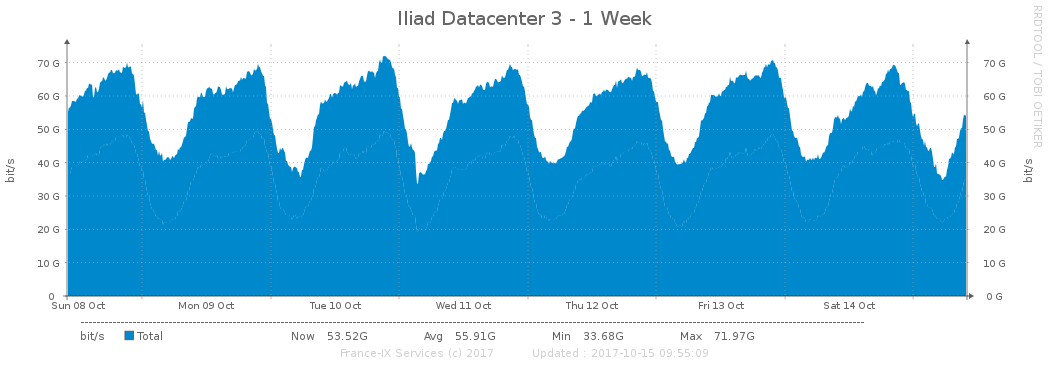 Iliad Datacenter 3 - 1 Week
RRDTOOL / TOBI OETIKER
bit/s
70 G 70 G
60 G 60 G
50 G 50 G
40 G 40 G
30 G 30 G
20 G 20 G
10 G 10 G
0 0 G
bit/s
Sun 08 Oct Mon 09 Oct Tue 10 Oct Wed 11 Oct Thu 12 Oct Fri 13 Oct Sat 14 Oct
bit/s Total Now 53.52G Avg 55.91G Min 33.68G Max 71.97G
France-IX Services (c) 2017 Updated : 2017-10-15 09:55:09